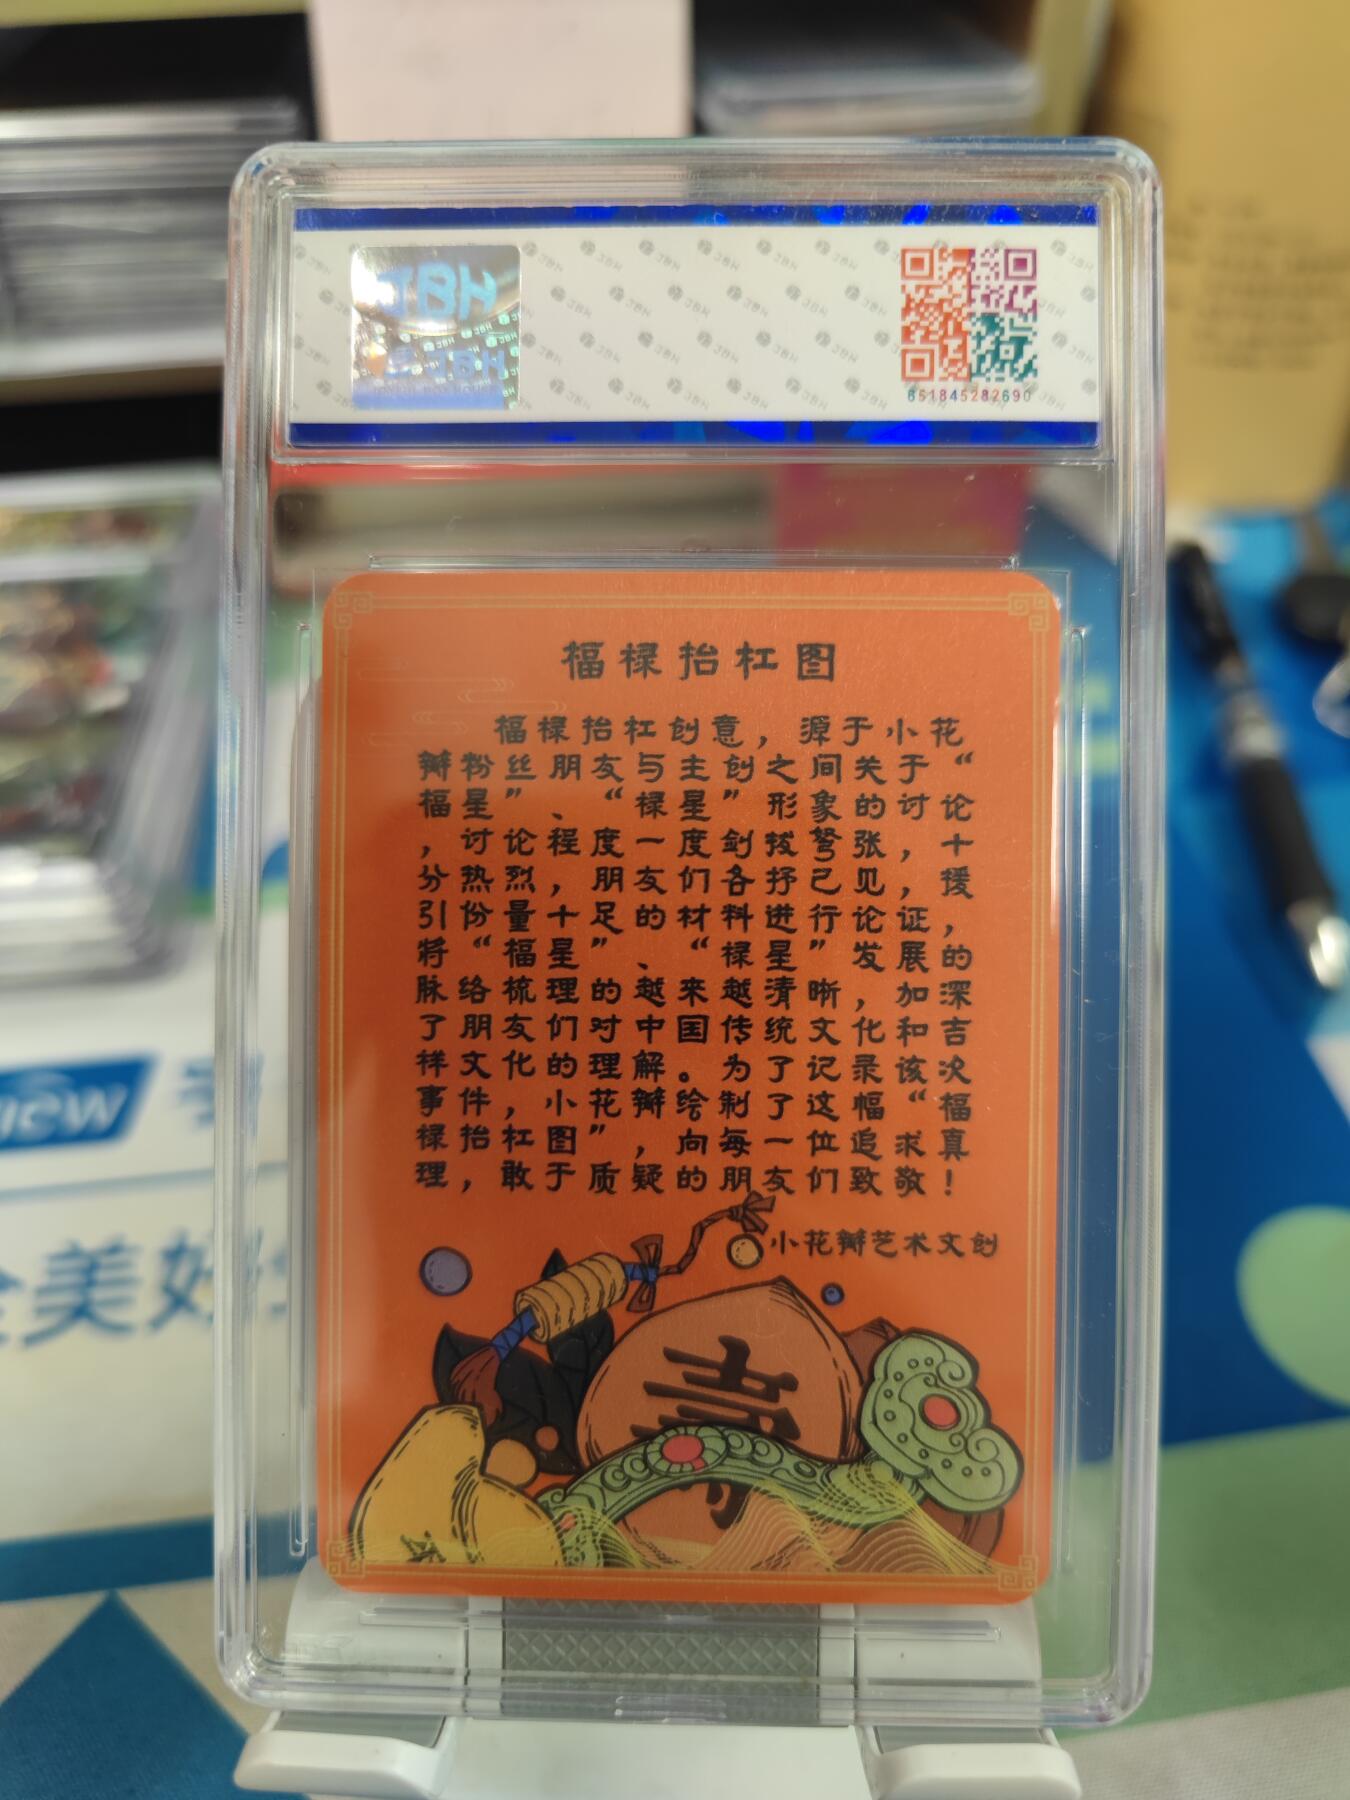 JBH
JBH
651845282690
福禄抬杠图
福禄抬杠创意，源于小花
瓣粉丝朋友与主创之间关于“
福星”、“禄星”形象的讨论
，讨论程度一度剑拔弩张，十
分热烈，朋友们各抒己见，援
引份量十足的材料进行论证，
将“福星”、“禄星”发展的
脉络梳理的越来越清晰，加深
了朋友们对中国传统文化和吉
祥文化的理解。为了记录该次
事件，小花瓣绘制了这幅“福
禄抬杠图”，向每一位追求真
理，敢于质疑的朋友们致敬！
小花瓣艺术文创
寿
view
全美好